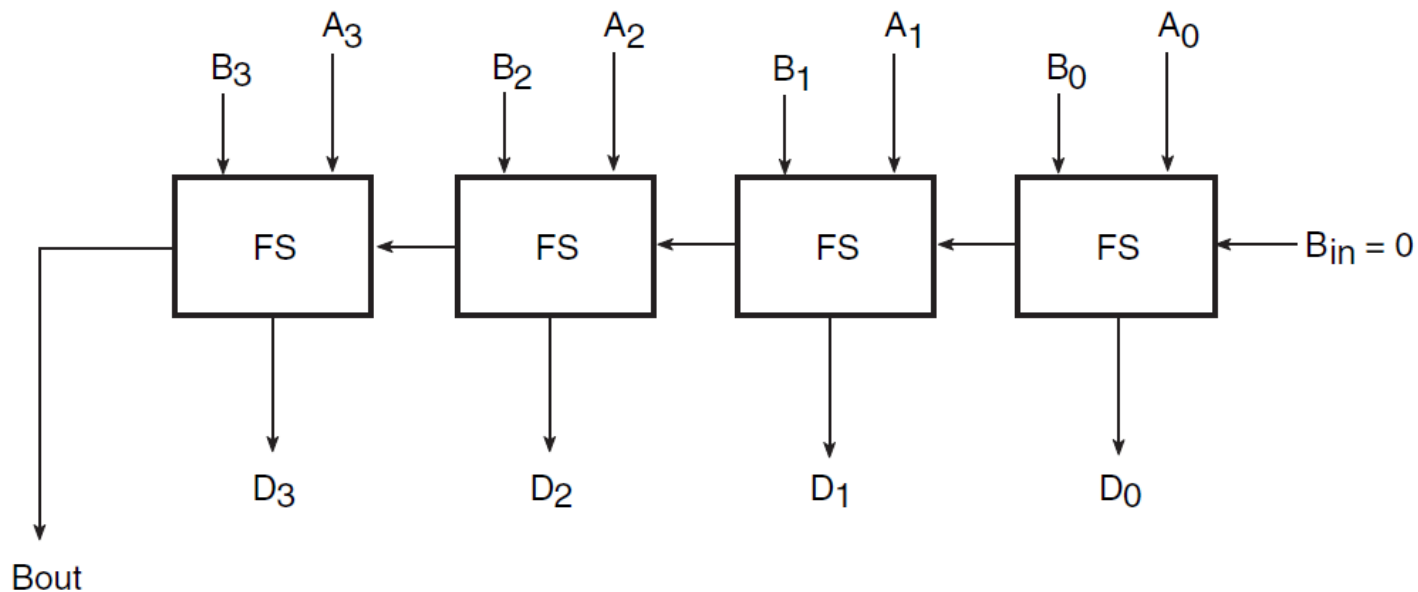 A3 A2 A1 A0
B3 B2 B1 B0
FS FS FS FS Bin = 0
D3 D2 D1 D0
Bout